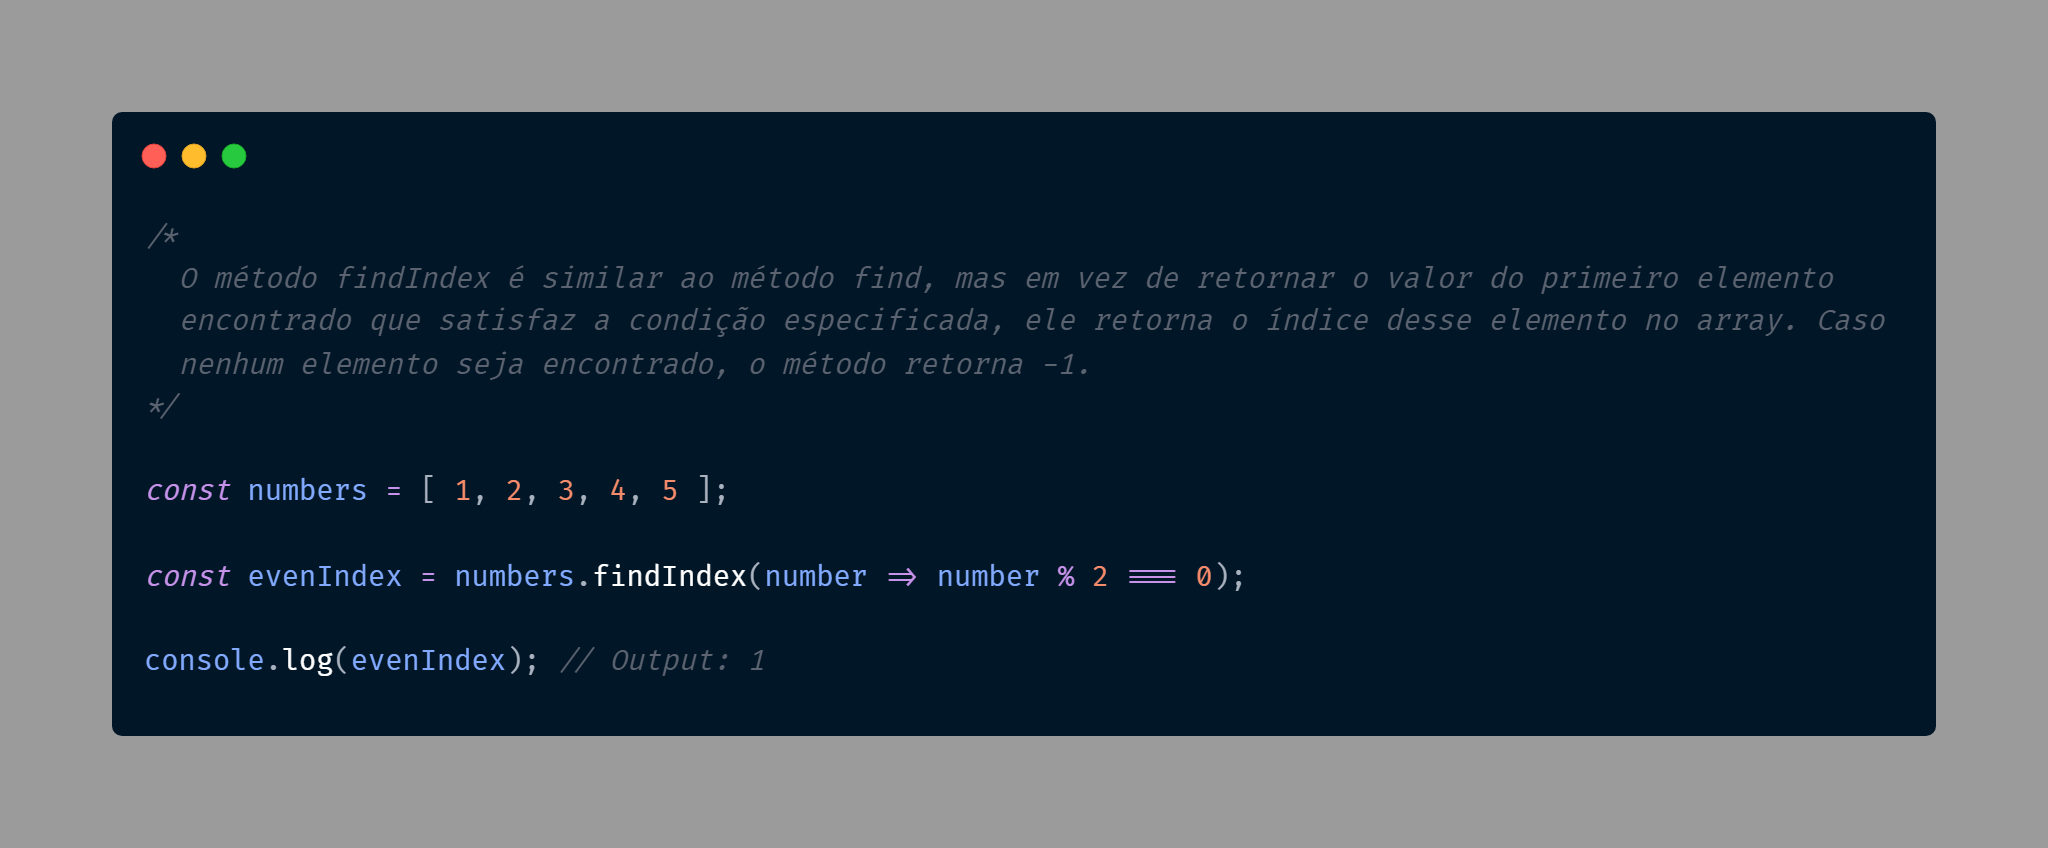 /*
O método findIndex é similar ao método find, mas em vez de retornar o valor do primeiro elemento
encontrado que satisfaz a condição especificada, ele retorna o índice desse elemento no array. Caso
nenhum elemento seja encontrado, o método retorna -1.
*/
const numbers = [ 1, 2, 3, 4, 5 ];
const evenIndex = numbers.findIndex(number => number % 2 === 0);
console.log(evenIndex); // Output: 1